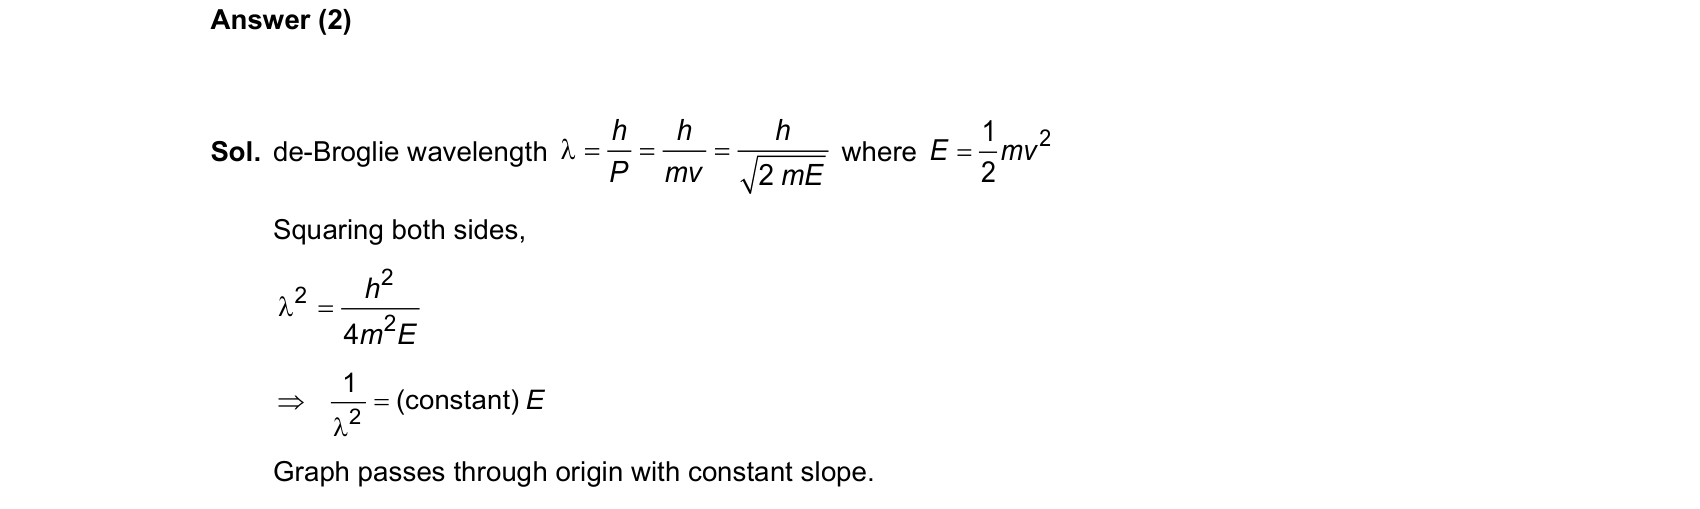 Answer (2)
Sol. de-Broglie wavelength λ = h/P = h/mv = h/√(2 mE) where E = 1/2 mv²
Squaring both sides,
λ² = h²/4m²E
⇒ 1/λ² = (constant) E
Graph passes through origin with constant slope.